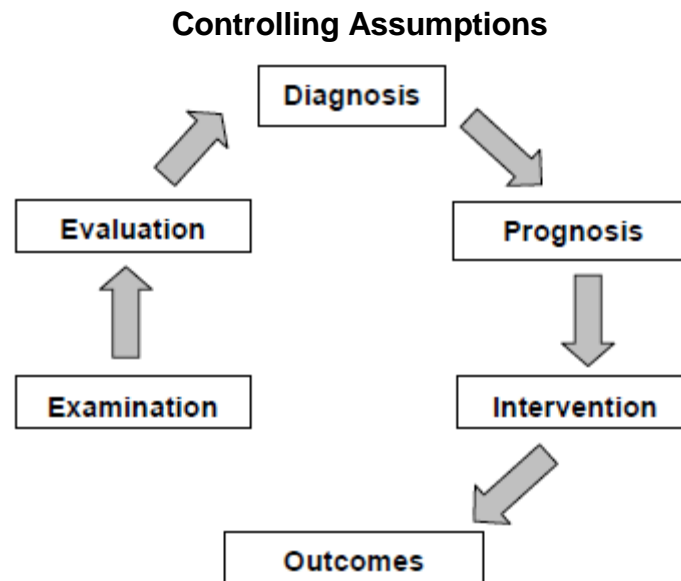 Controlling Assumptions
Diagnosis
Evaluation
Prognosis
Examination
Intervention
Outcomes